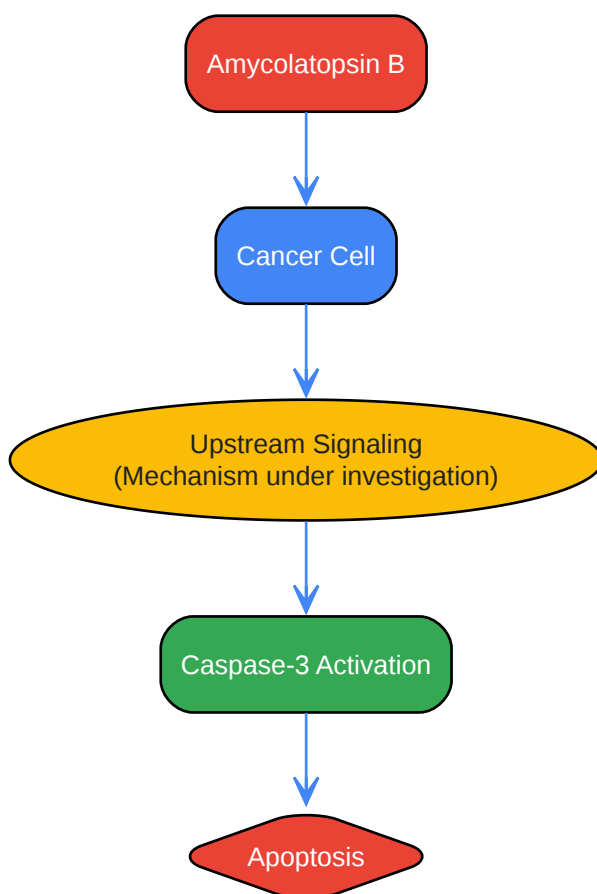 Amycolatopsin B
Cancer Cell
Upstream Signaling
(Mechanism under investigation)
Caspase-3 Activation
Apoptosis